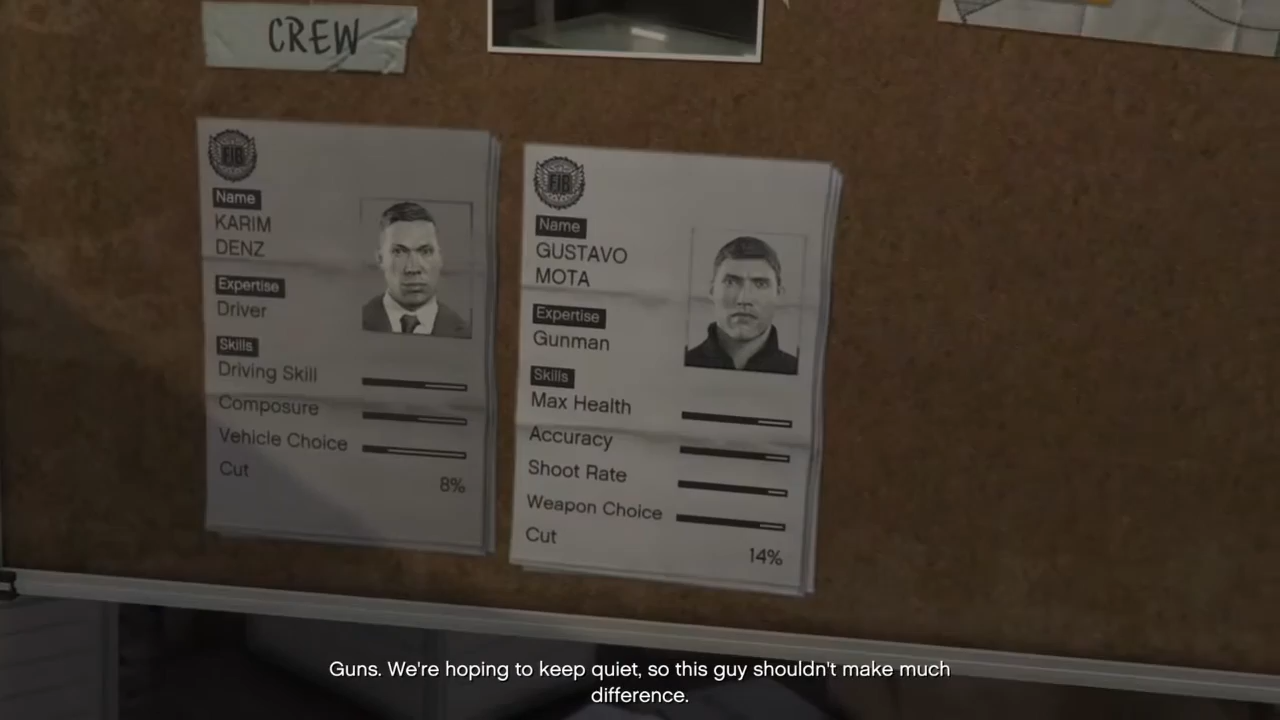 CREW
FIB
Name
KARIM
DENZ
Expertise
Driver
Skills
Driving Skill
Composure
Vehicle Choice
Cut
8%
FIB
Name
GUSTAVO
MOTA
Expertise
Gunman
Skills
Max Health
Accuracy
Shoot Rate
Weapon Choice
Cut
14%
Guns. We're hoping to keep quiet, so this guy shouldn't make much
difference.